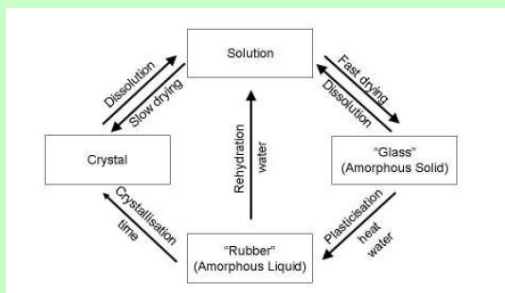 Solution
Dissolution
Slow drying
Fast drying
Dissolution
Crystal
Rehydration
water
"Glass"
(Amorphous Solid)
Crystallisation
time
Plasticisation
heat
water
"Rubber"
(Amorphous Liquid)